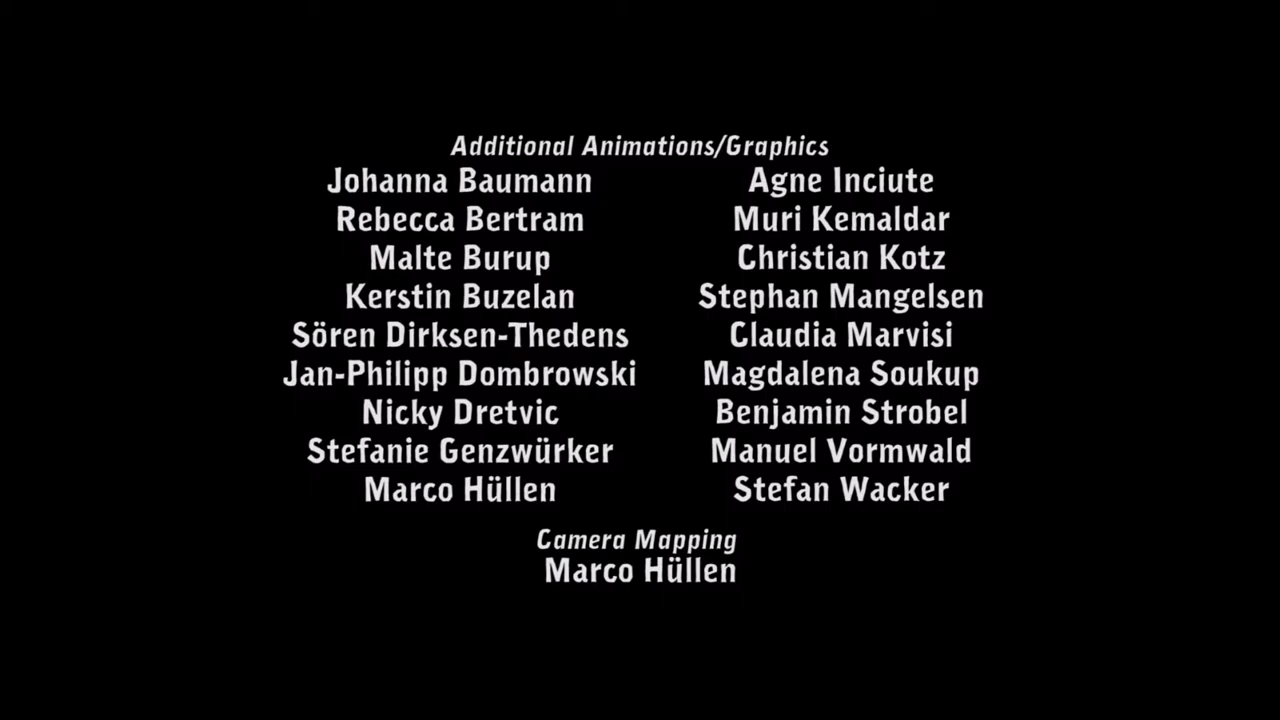 Additional Animations/Graphics
Johanna Baumann
Rebecca Bertram
Malte Burup
Kerstin Buzelan
Sören Dirksen-Thedens
Jan-Philipp Dombrowski
Nicky Dretvic
Stefanie Genzwürker
Marco Hüllen
Agne Inciute
Muri Kemaldar
Christian Kotz
Stephan Mangelsen
Claudia Marvisi
Magdalena Soukup
Benjamin Strobel
Manuel Vormwald
Stefan Wacker
Camera Mapping
Marco Hüllen